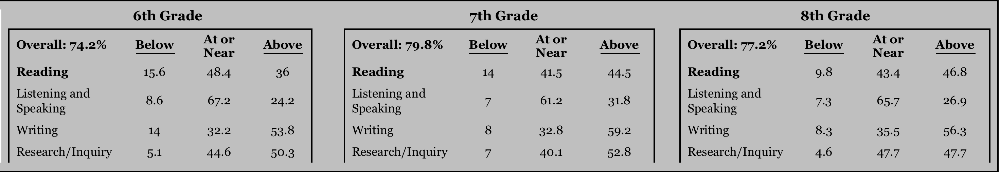 6th Grade
Overall: 74.2% Below At or Near Above
Reading 15.6 48.4 36
Listening and Speaking 8.6 67.2 24.2
Writing 14 32.2 53.8
Research/Inquiry 5.1 44.6 50.3
7th Grade
Overall: 79.8% Below At or Near Above
Reading 14 41.5 44.5
Listening and Speaking 7 61.2 31.8
Writing 8 32.8 59.2
Research/Inquiry 7 40.1 52.8
8th Grade
Overall: 77.2% Below At or Near Above
Reading 9.8 43.4 46.8
Listening and Speaking 7.3 65.7 26.9
Writing 8.3 35.5 56.3
Research/Inquiry 4.6 47.7 47.7